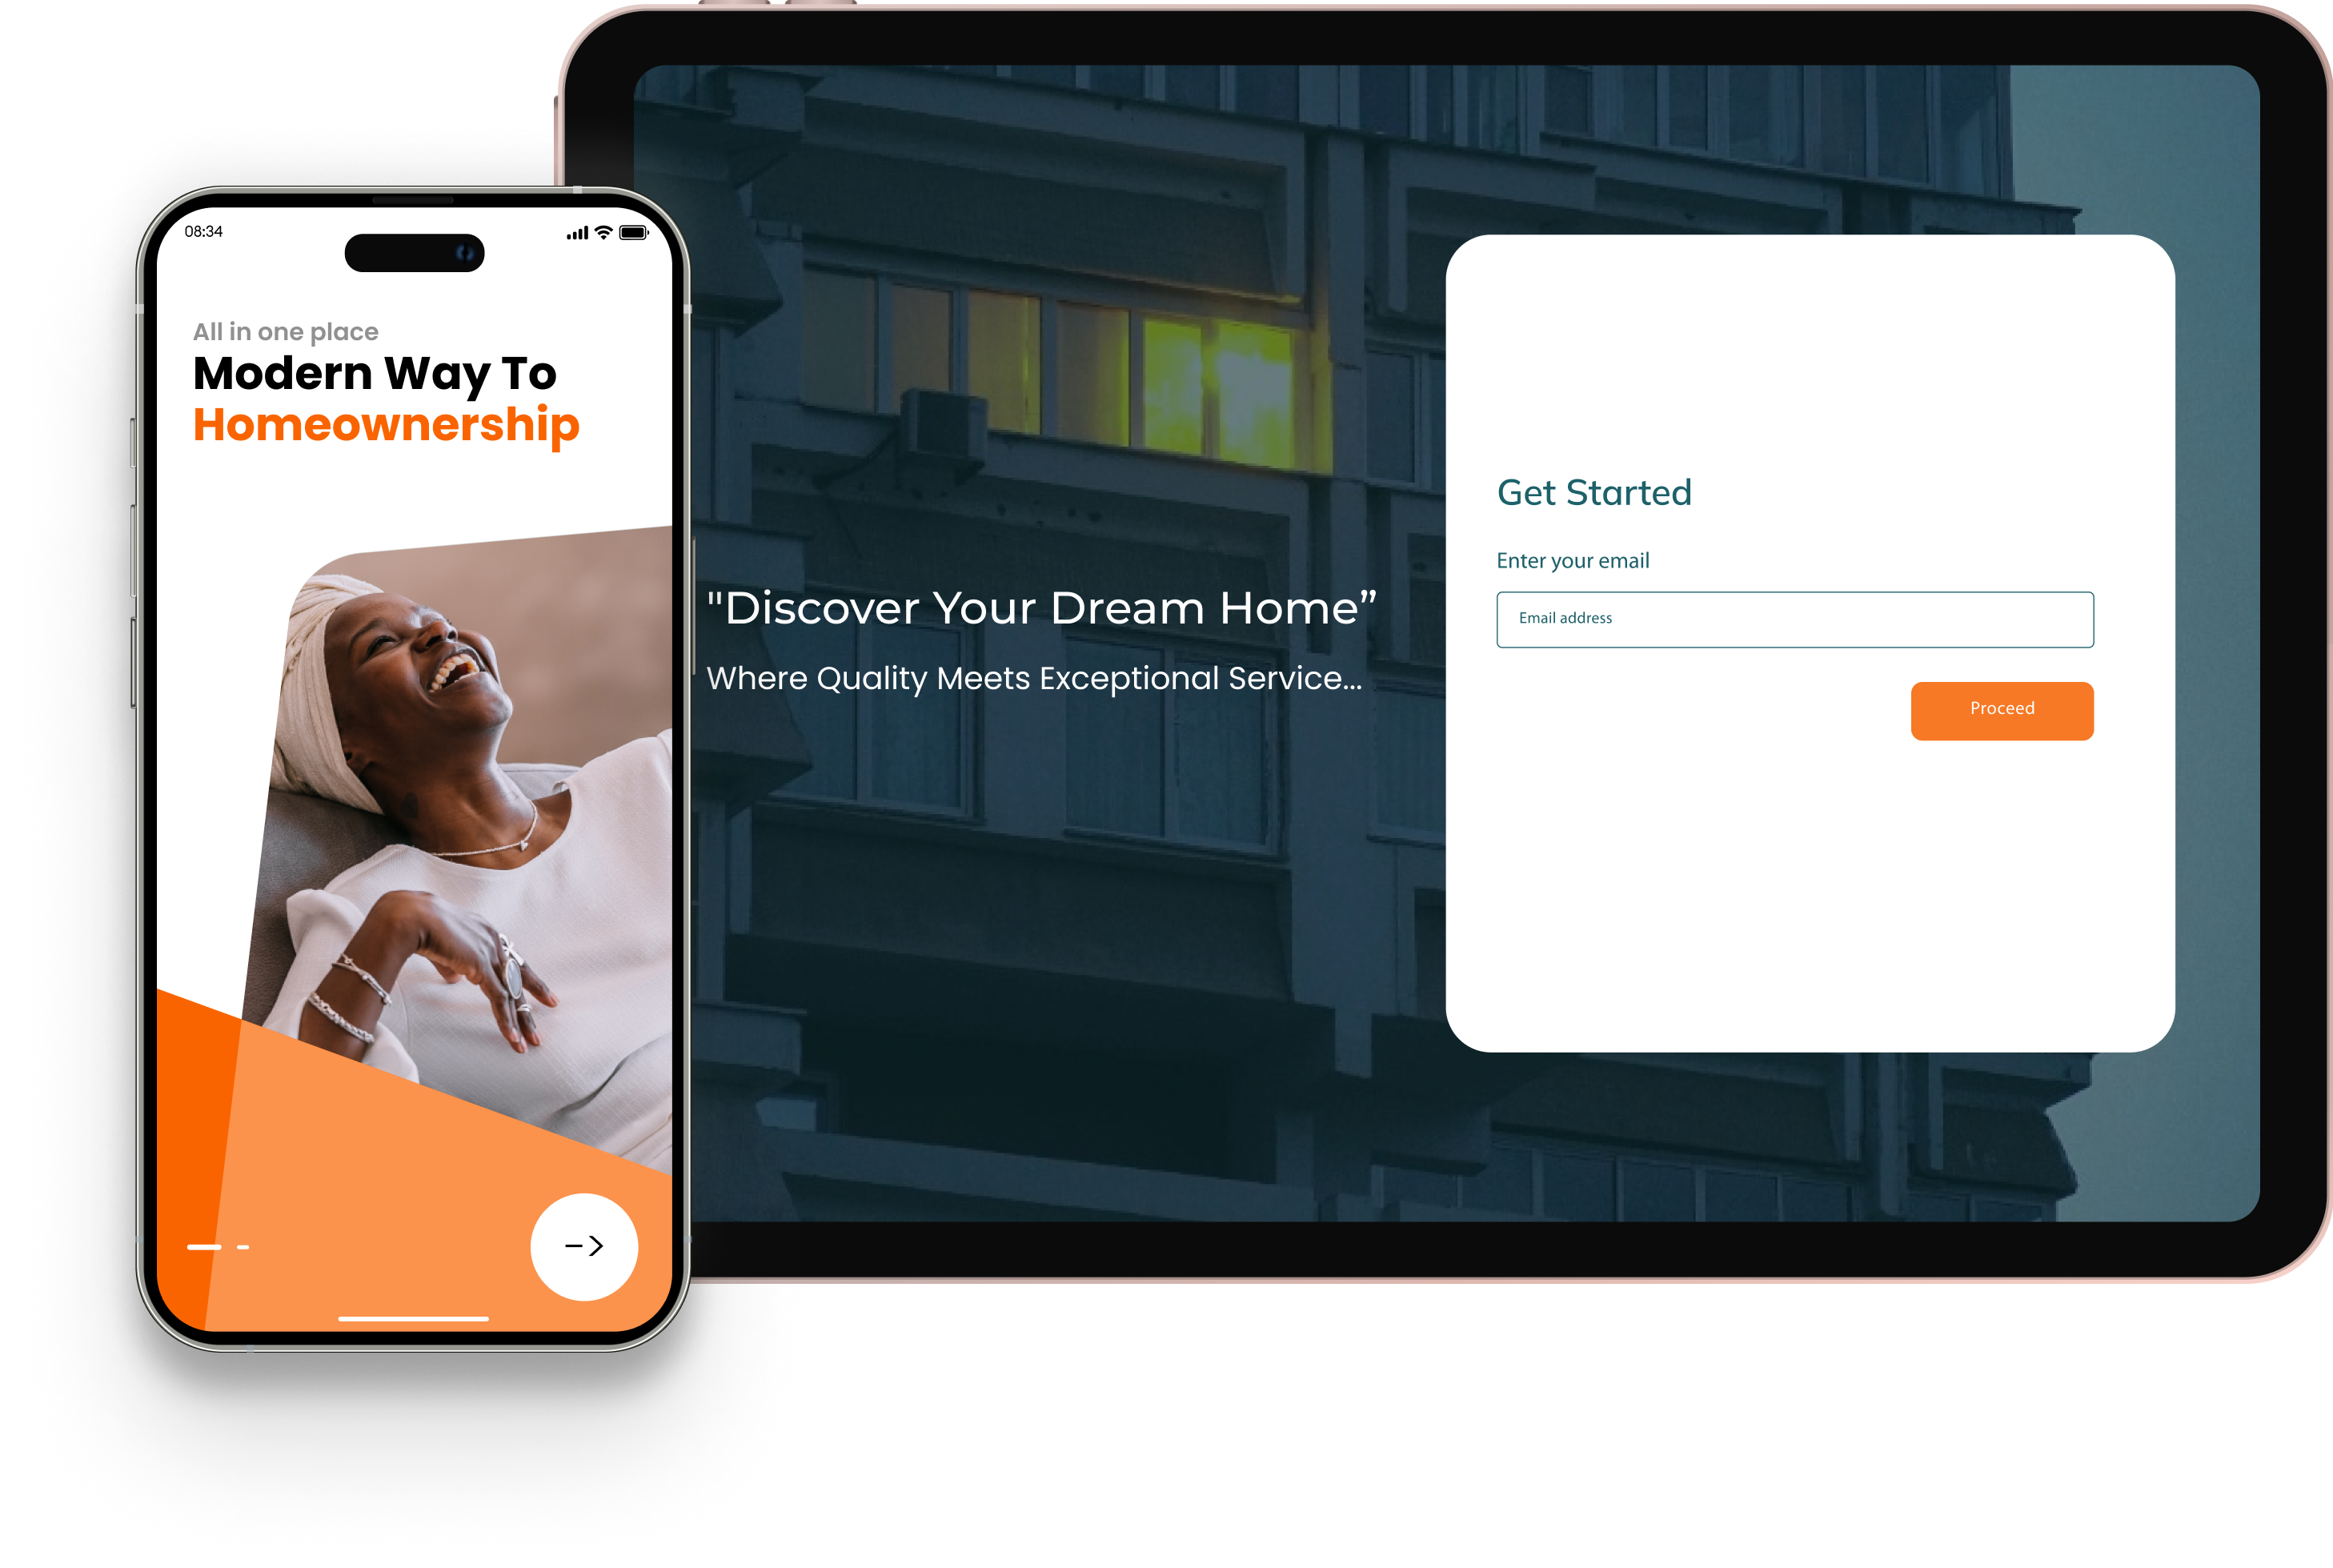 08:34
All in one place
Modern Way To
Homeownership
"Discover Your Dream Home”
Where Quality Meets Exceptional Service...
Get Started
Enter your email
Email address
Proceed